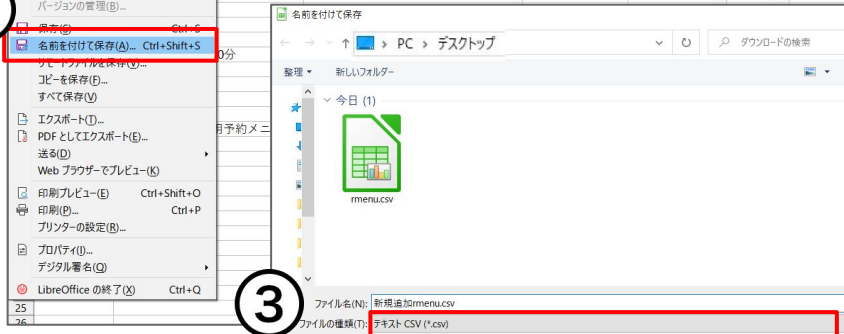 バージョンの管理(B)...
保存(S) Ctrl+S
名前を付けて保存(A)... Ctrl+Shift+S
リモートファイルを保存(V)...
コピーを保存(F)...
すべて保存(V)
エクスポート(T)...
PDF としてエクスポート(E)...
送る(D)
Web ブラウザーでプレビュー(K)
印刷プレビュー(E) Ctrl+Shift+O
印刷(P)... Ctrl+P
プリンターの設定(R)...
プロパティ(I)...
デジタル署名(Q)
LibreOffice の終了(X) Ctrl+Q
25
26
0分
用予約メニ
名前を付けて保存
PC > デスクトップ
ダウンロードの検索
整理 新しいフォルダー
今日 (1)
rmenu.csv
3
ファイル名(N): 新規追加rmenu.csv
ファイルの種類(T): テキスト CSV (*.csv)